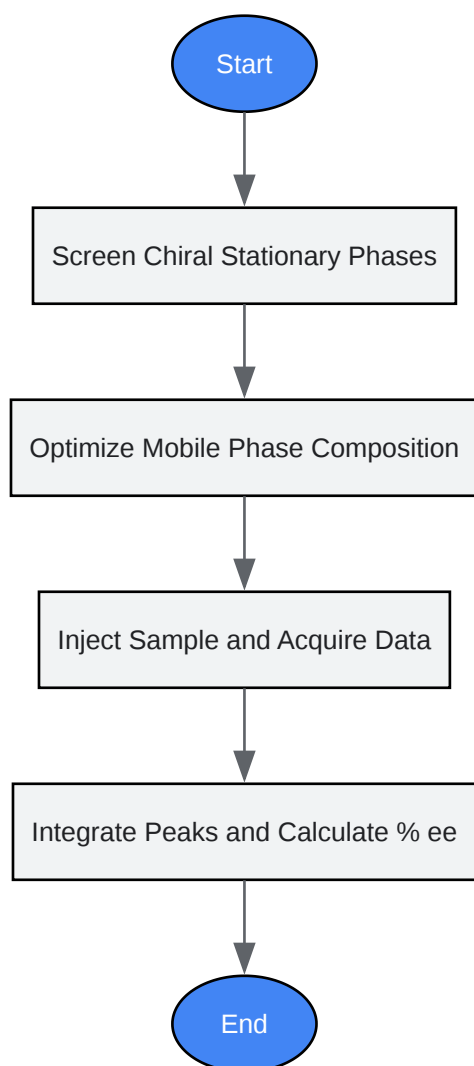 Start
Screen Chiral Stationary Phases
Optimize Mobile Phase Composition
Inject Sample and Acquire Data
Integrate Peaks and Calculate % ee
End